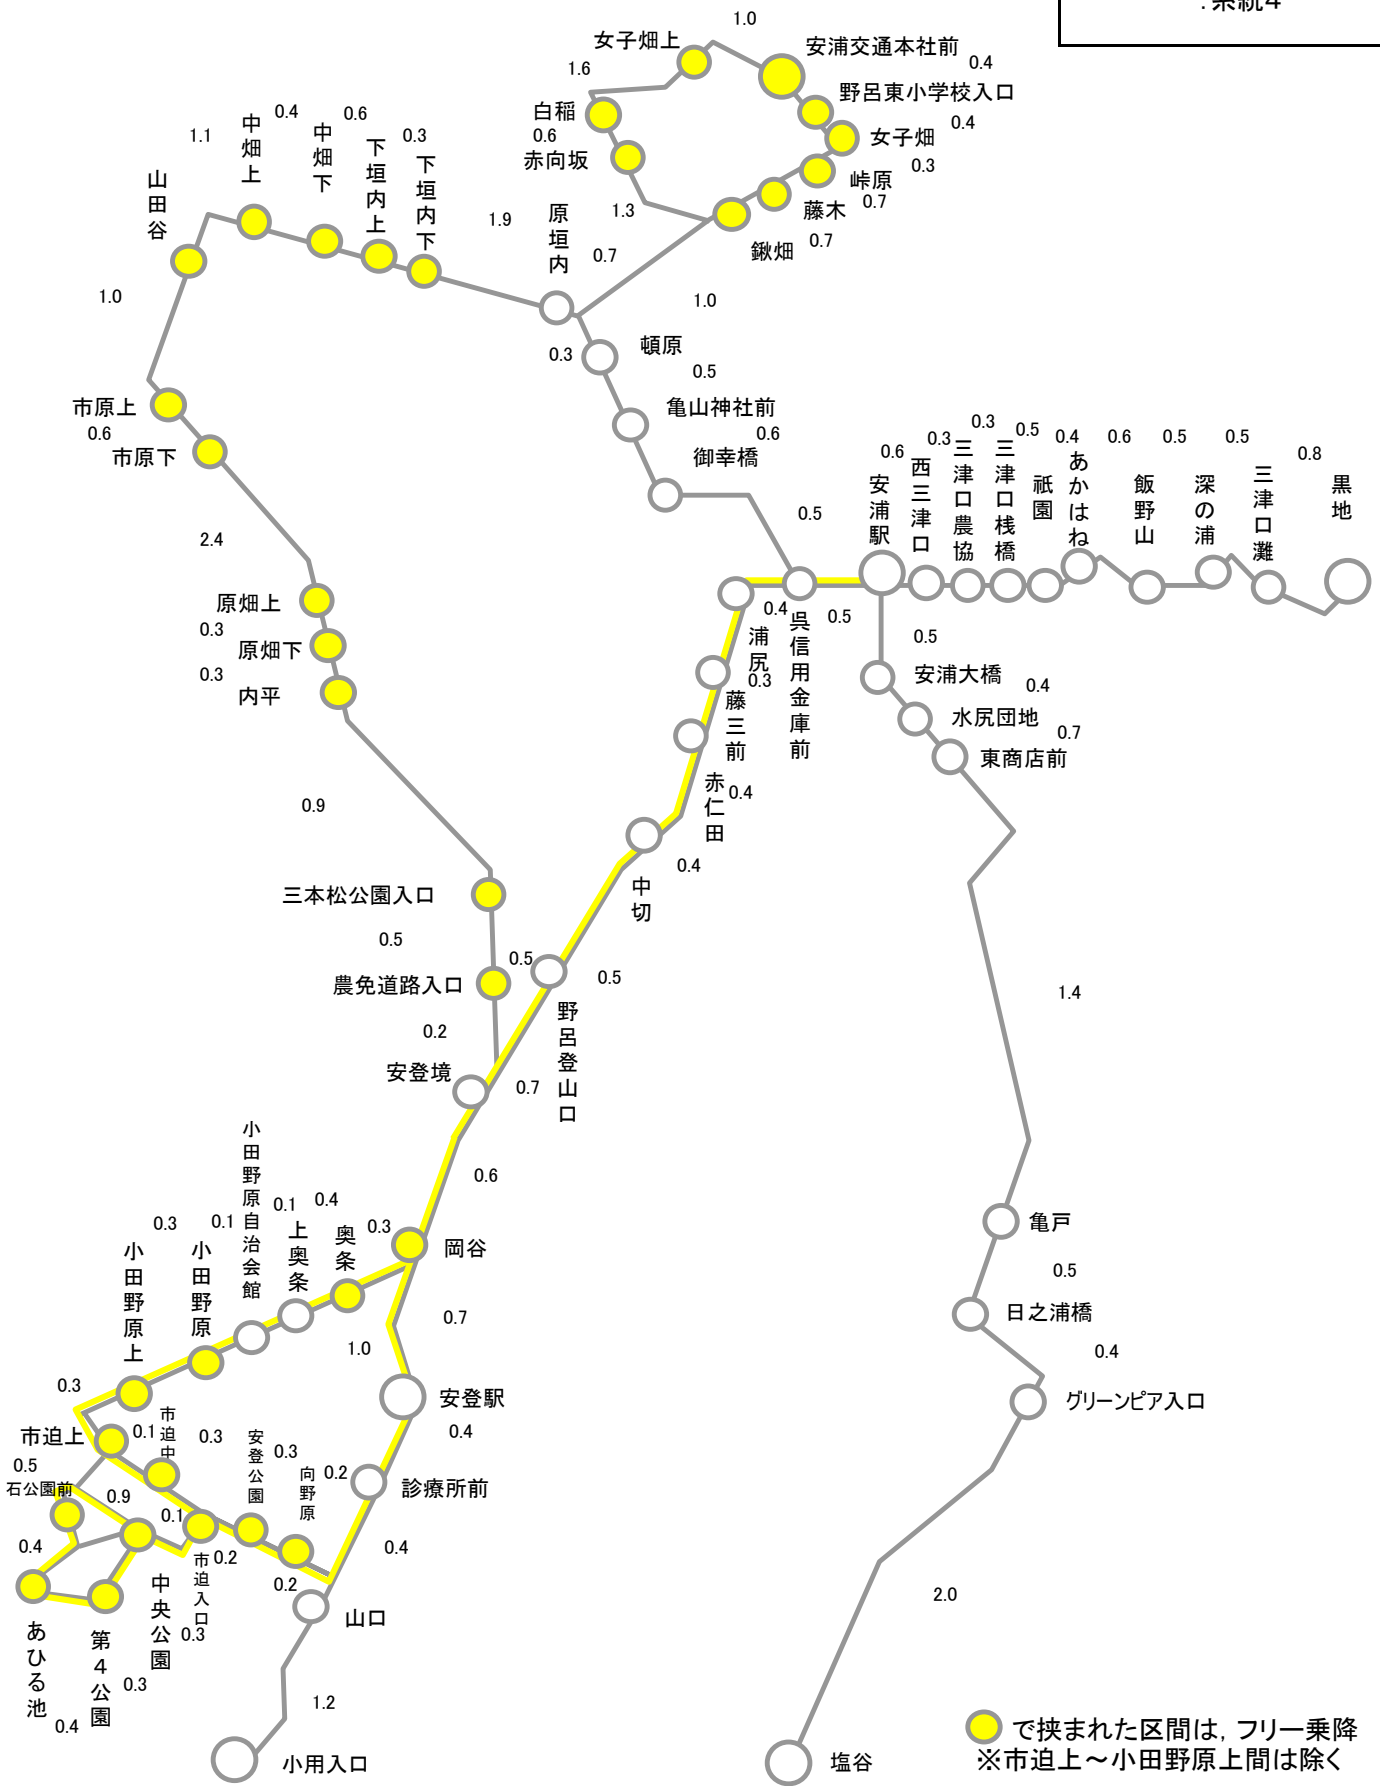 :系統4
女子畑上
1.0
安浦交通本社前
0.4
野呂東小学校入口
0.4
女子畑
0.3
峠原
0.7
藤木
0.7
鍬畑
1.6
白稲
0.6
赤向坂
1.3
0.7
1.0
1.1
中畑上
0.4
中畑下
0.6
下垣内上
0.3
下垣内下
1.9
原垣内
山田谷
1.0
市原上
0.6
市原下
2.4
原畑上
0.3
原畑下
0.3
内平
0.9
三本松公園入口
0.5
農免道路入口
0.2
0.5
0.3
頓原
0.5
亀山神社前
0.6
御幸橋
0.5
安浦駅
0.6
西三津口
0.3
三津口農協
0.3
三津口桟橋
0.5
祇園
0.4
あかはね
0.6
飯野山
0.5
深の浦
0.5
三津口灘
0.8
黒地
0.5
呉信用金庫前
0.4
浦尻
0.3
藤三前
0.4
赤仁田
0.4
中切
0.5
野呂登山口
0.7
安登境
0.6
岡谷
0.5
安浦大橋
0.4
水尻団地
0.7
東商店前
1.4
亀戸
0.5
日之浦橋
0.4
グリーンピア入口
2.0
塩谷
0.3
奥条
0.4
上奥条
0.1
小田野原自治会館
0.1
小田野原
0.3
小田野原上
0.3
市迫上
0.1
市迫中
0.3
安登公園
0.3
向野原
0.2
1.0
0.7
安登駅
0.4
診療所前
0.4
0.2
山口
1.2
小用入口
0.5
石公園前
0.9
0.1
0.2
市迫入口
0.3
中央公園
0.3
第4公園
0.4
あひる池
0.4
で挟まれた区間は,フリー乗降
※市迫上～小田野原上間は除く